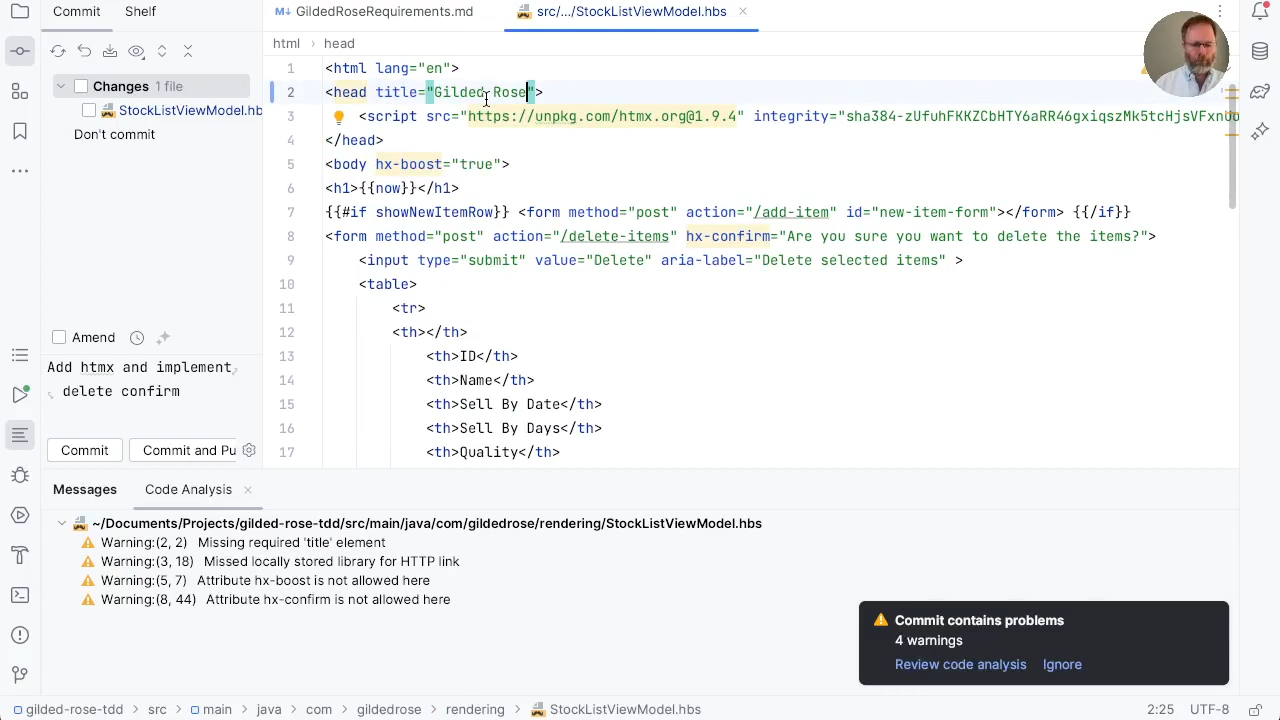 Commit
Shelf
GildedRoseRequirements.md
src/.../StockListViewModel.hbs
html
head
Changes 1 file
StockListViewModel.hb
Don't commit
1 <html lang="en">
2 <head title="Gilded Rose">
3 <script src="https://unpkg.com/htmx.org@1.9.4" integrity="sha384-zUfuhFKKZCbHTY6aRR46gxiqszMk5tcHjsVFxnUo
4 </head>
5 <body hx-boost="true">
6 <h1>{{now}}</h1>
7 {{#if showNewItemRow}} <form method="post" action="/add-item" id="new-item-form"></form> {{/if}}
8 <form method="post" action="/delete-items" hx-confirm="Are you sure you want to delete the items?">
9 <input type="submit" value="Delete" aria-label="Delete selected items" >
10 <table>
11 <tr>
12 <th></th>
13 <th>ID</th>
14 <th>Name</th>
15 <th>Sell By Date</th>
16 <th>Sell By Days</th>
17 <th>Quality</th>
Amend
Add htmx and implement
delete confirm
Commit
Commit and Pu
Messages
Code Analysis
~/Documents/Projects/gilded-rose-tdd/src/main/java/com/gildedrose/rendering/StockListViewModel.hbs
Warning:(2, 2) Missing required 'title' element
Warning:(3, 18) Missed locally stored library for HTTP link
Warning:(5, 7) Attribute hx-boost is not allowed here
Warning:(8, 44) Attribute hx-confirm is not allowed here
Commit contains problems
4 warnings
Review code analysis Ignore
gilded-rose-tdd
src
main
java
com
gildedrose
rendering
StockListViewModel.hbs
2:25
UTF-8